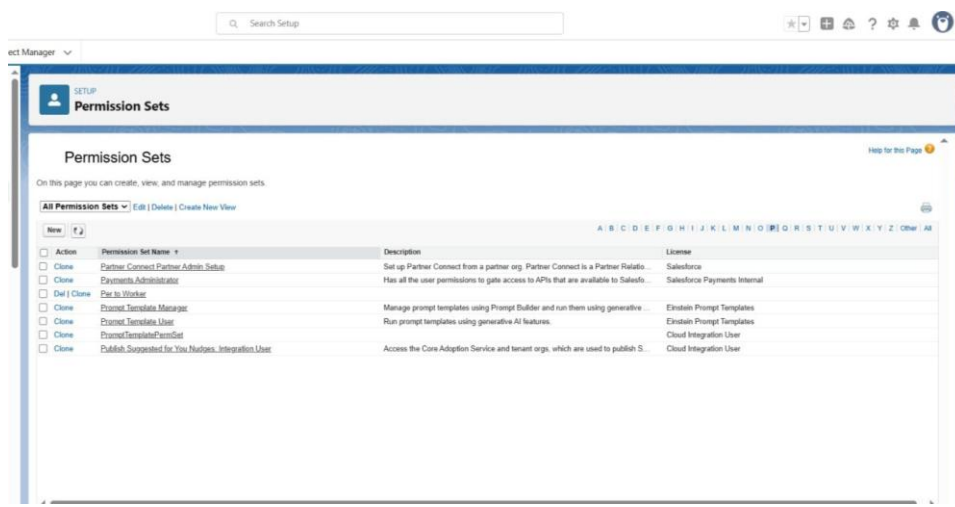 Search Setup
ect Manager
SETUP
Permission Sets
Permission Sets
Help for this Page
On this page you can create, view, and manage permission sets.
All Permission Sets Edit | Delete | Create New View
New A B C D E F G H I J K L M N O P Q R S T U V W X Y Z Other All
Action Permission Set Name Description License
Clone Partner Connect Partner Admin Setup Set up Partner Connect from a partner org. Partner Connect is a Partner Relatio... Salesforce
Clone Payments Administrator Has all the user permissions to gate access to APIs that are available to Salesfo... Salesforce Payments Internal
Del | Clone Per to Worker
Clone Prompt Template Manager Manage prompt templates using Prompt Builder and run them using generative ... Einstein Prompt Templates
Clone Prompt Template User Run prompt templates using generative AI features. Einstein Prompt Templates
Clone PromptTemplatePermSet Cloud Integration User
Clone Publish Suggested for You Nudges, Integration User Access the Core Adoption Service and tenant orgs, which are used to publish S... Cloud Integration User